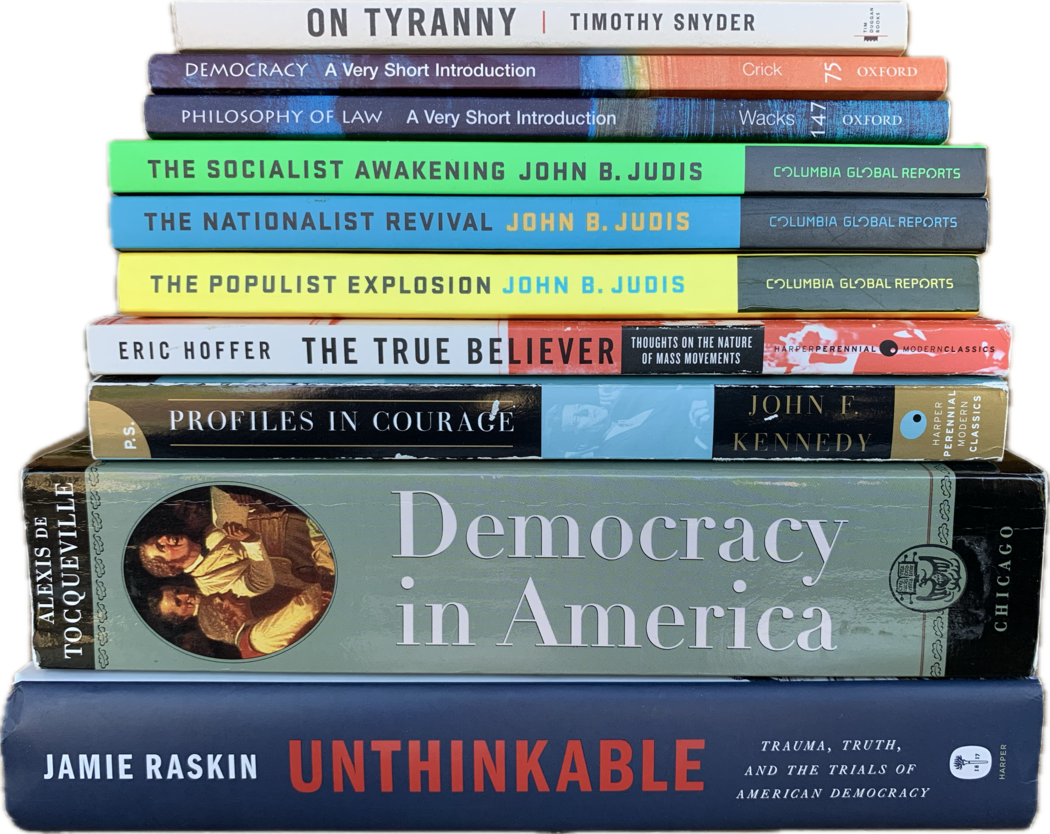 ON TYRANNY | TIMOTHY SNYDER TIM DUGGAN BOOKS
DEMOCRACY A Very Short Introduction Crick 75 OXFORD
PHILOSOPHY OF LAW A Very Short Introduction Wacks 147 OXFORD
THE SOCIALIST AWAKENING JOHN B. JUDIS COLUMBIA GLOBAL REPORTS
THE NATIONALIST REVIVAL JOHN B. JUDIS COLUMBIA GLOBAL REPORTS
THE POPULIST EXPLOSION JOHN B. JUDIS COLUMBIA GLOBAL REPORTS
ERIC HOFFER THE TRUE BELIEVER
THOUGHTS ON THE NATURE
OF MASS MOVEMENTS
HARPERPERENNIAL MODERNCLASSICS
P.S.
PROFILES IN COURAGE
JOHN F.
KENNEDY
HARPER
PERENNIAL
MODERN
CLASSICS
ALEXIS DE
TOCQUEVILLE
Democracy
in America
CHICAGO
JAMIE RASKIN UNTHINKABLE
TRAUMA, TRUTH,
AND THE TRIALS OF
AMERICAN DEMOCRACY
HARPER